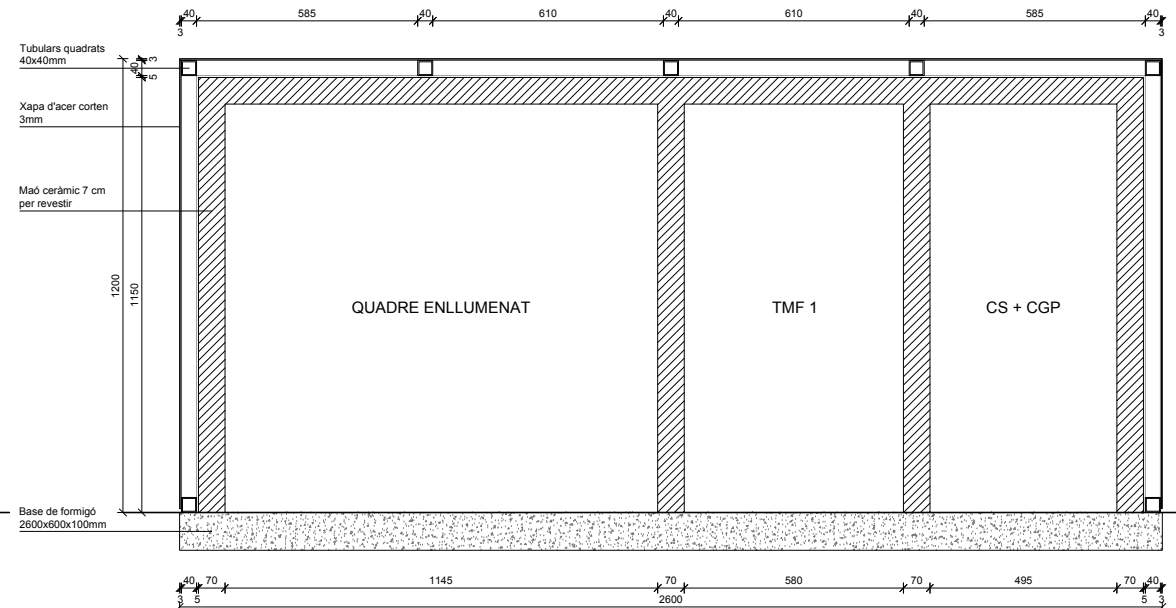 40 585 40 610 40 610 40 585 40
3 3
Tubulars quadrats
40x40mm
3
40
5
Xapa d'acer corten
3mm
Maó ceràmic 7 cm
per revestir
1200
1150
QUADRE ENLLUMENAT
TMF 1
CS + CGP
Base de formigó
2600x600x100mm
40 70 1145 70 580 70 495 70 40
3 5 2600 5 3